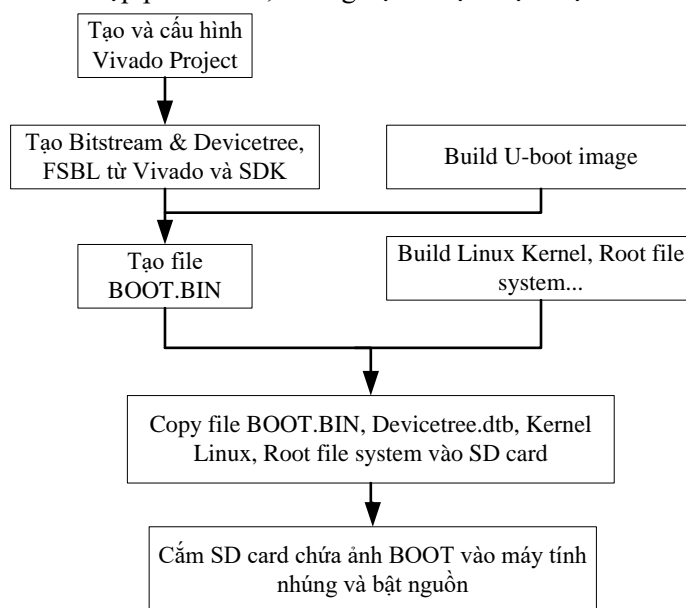 Tạo và cấu hình
Vivado Project
Tạo Bitstream & Devicetree,
FSBL từ Vivado và SDK
Build U-boot image
Tạo file
BOOT.BIN
Build Linux Kernel, Root file
system...
Copy file BOOT.BIN, Devicetree.dtb, Kernel
Linux, Root file system vào SD card
Cắm SD card chứa ảnh BOOT vào máy tính
nhúng và bật nguồn